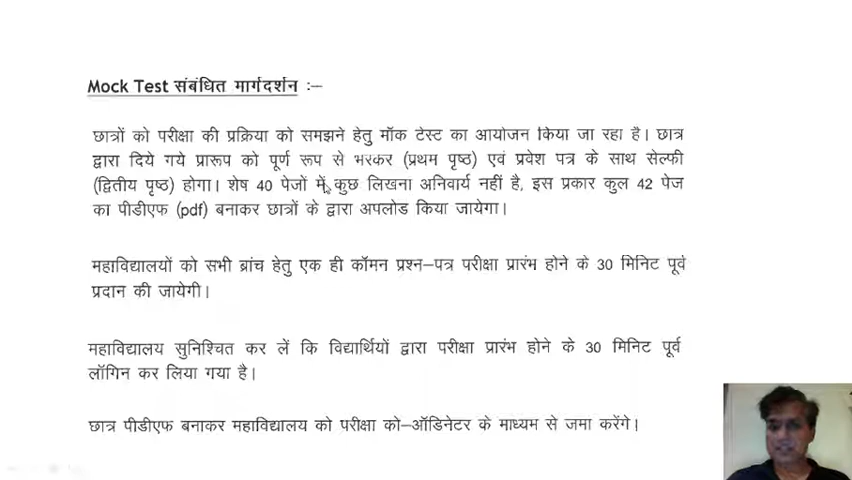 Mock Test संबंधित मार्गदर्शन :–
छात्रों को परीक्षा की प्रक्रिया को समझने हेतु मॉक टेस्ट का आयोजन किया जा रहा है। छात्र
द्वारा दिये गये प्रारूप को पूर्ण रूप से भरकर (प्रथम पृष्ठ) एवं प्रवेश पत्र के साथ सेल्फी
(द्वितीय पृष्ठ) होगा। शेष 40 पेजों में कुछ लिखना अनिवार्य नहीं है, इस प्रकार कुल 42 पेज
का पीडीएफ (pdf) बनाकर छात्रों के द्वारा अपलोड किया जायेगा।
महाविद्यालयों को सभी ब्रांच हेतु एक ही कॉमन प्रश्न–पत्र परीक्षा प्रारंभ होने के 30 मिनिट पूर्व
प्रदान की जायेगी।
महाविद्यालय सुनिश्चित कर लें कि विद्यार्थियों द्वारा परीक्षा प्रारंभ होने के 30 मिनिट पूर्व
लॉगिन कर लिया गया है।
छात्र पीडीएफ बनाकर महाविद्यालय को परीक्षा को–ऑडिनेटर के माध्यम से जमा करेंगे।